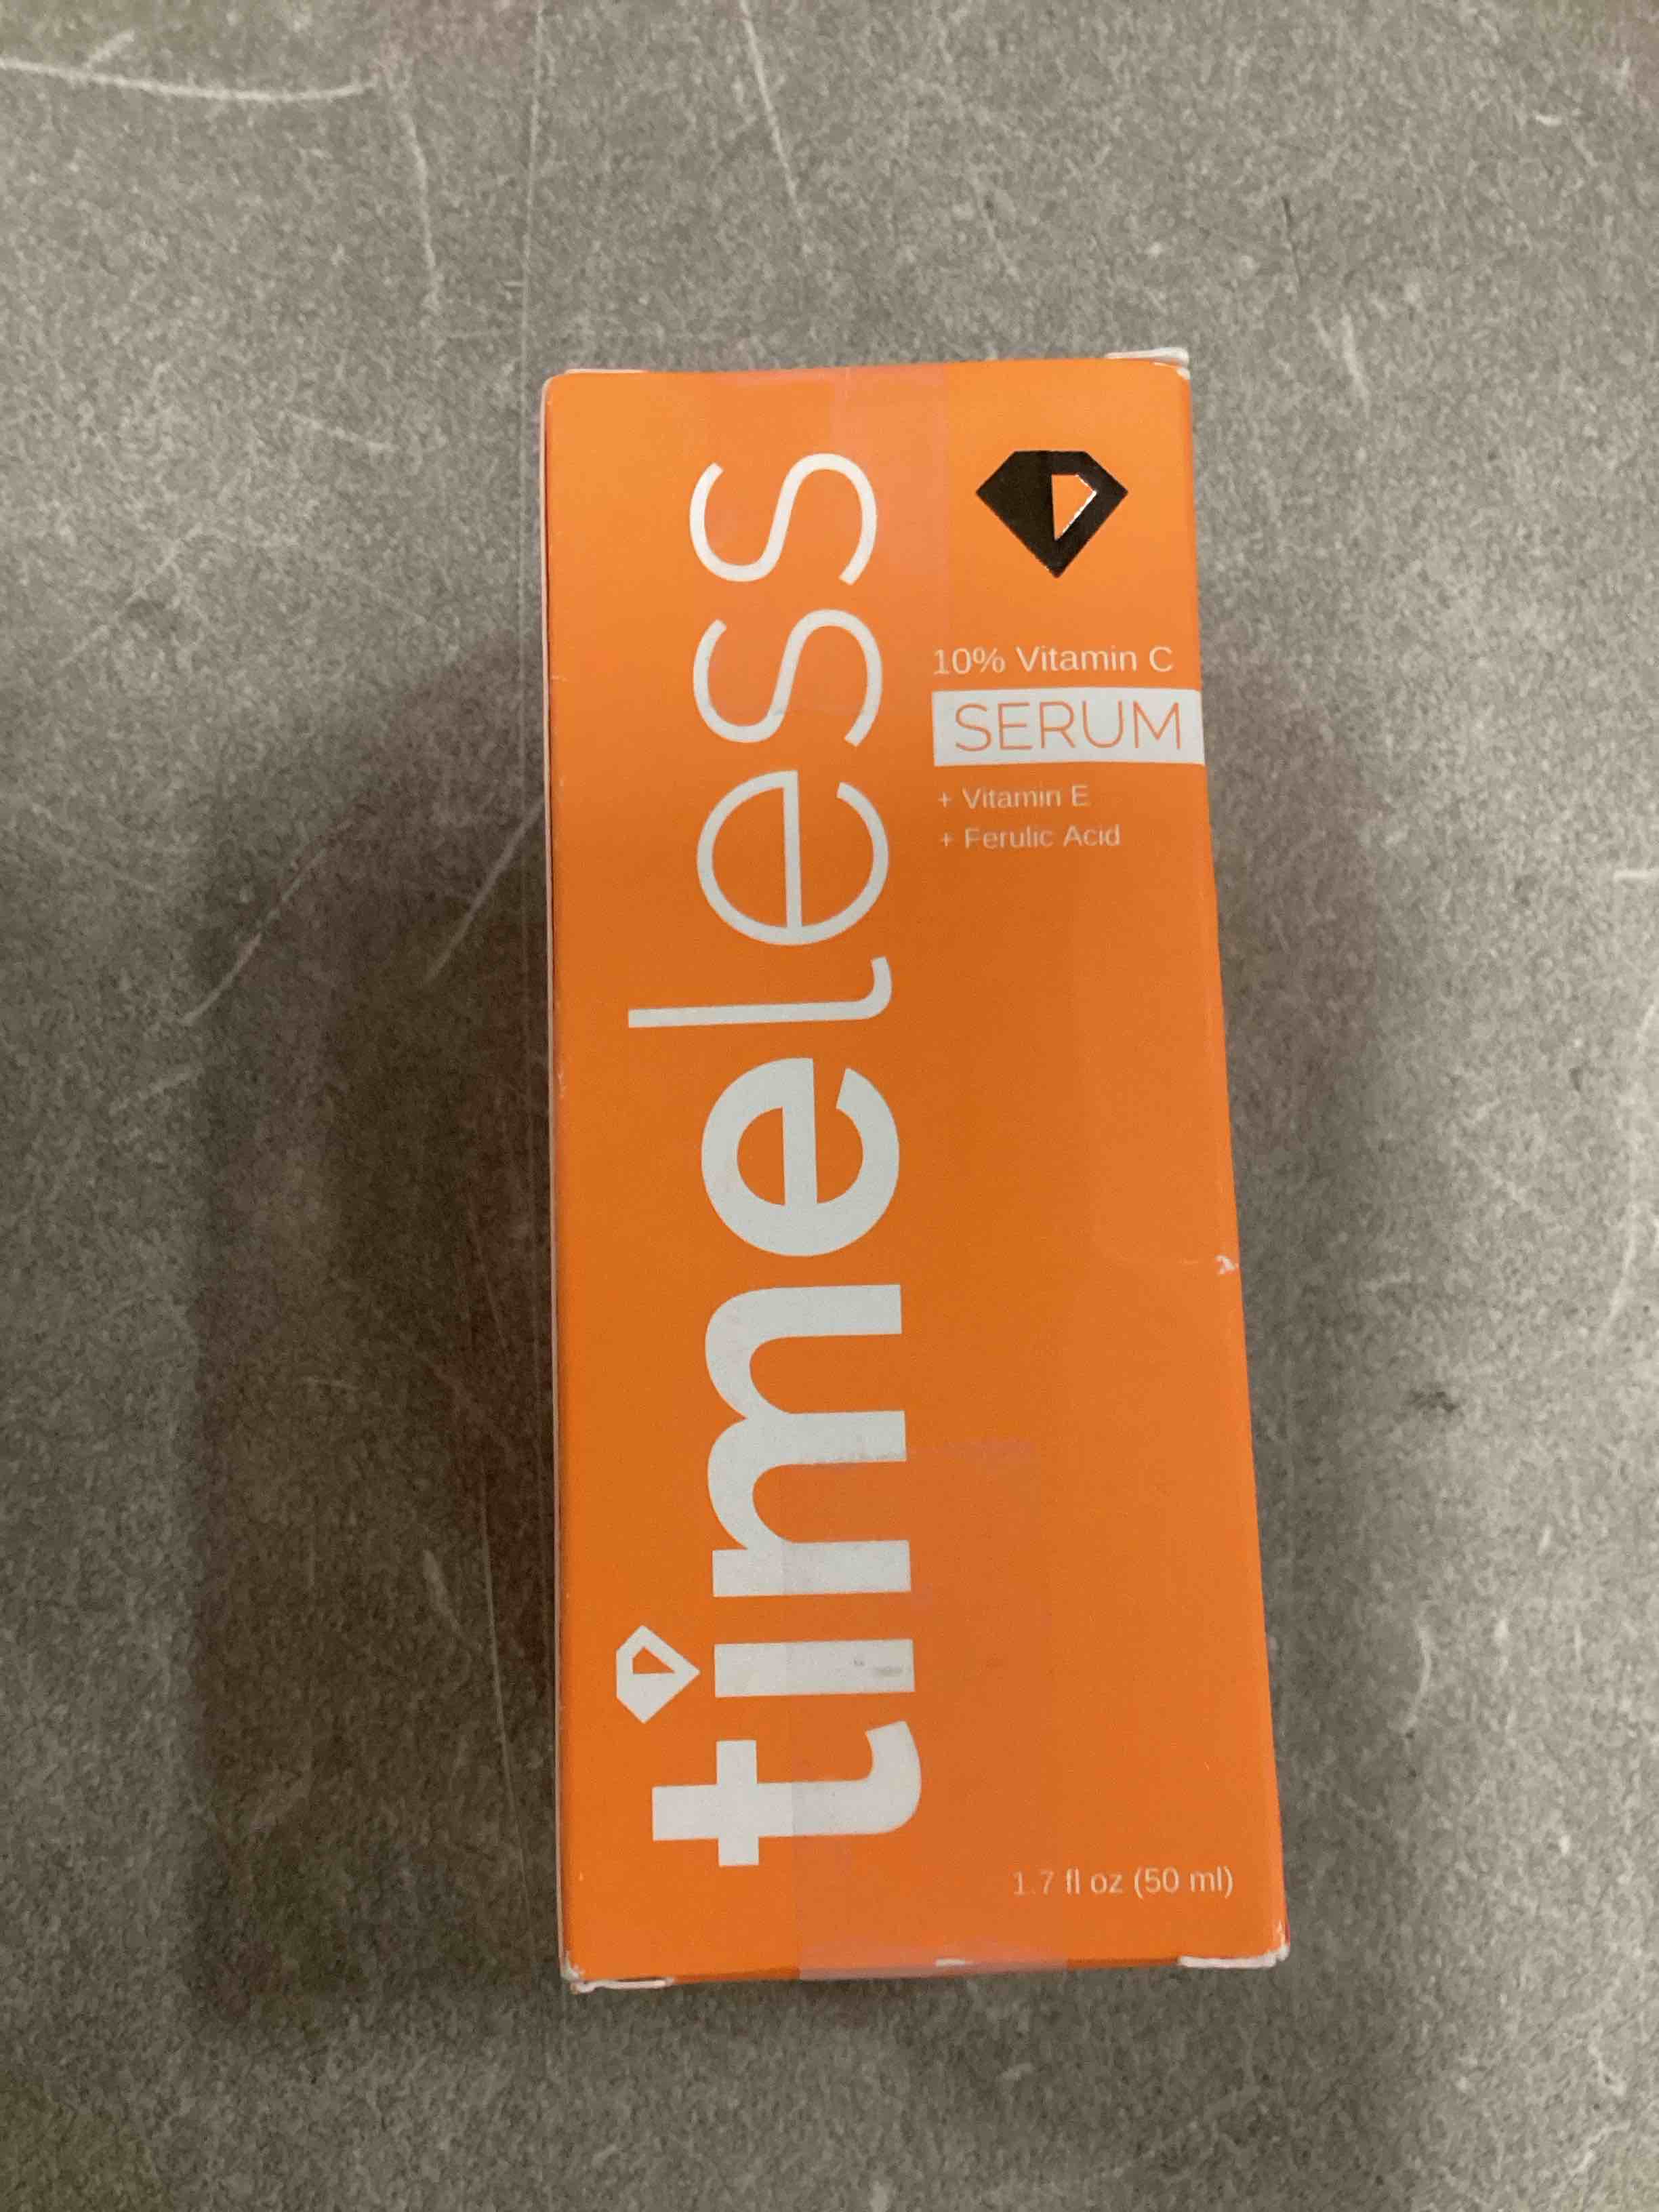 timeless
10% Vitamin C
SERUM
+ Vitamin E
+ Ferulic Acid
1.7 fl oz (50 ml)